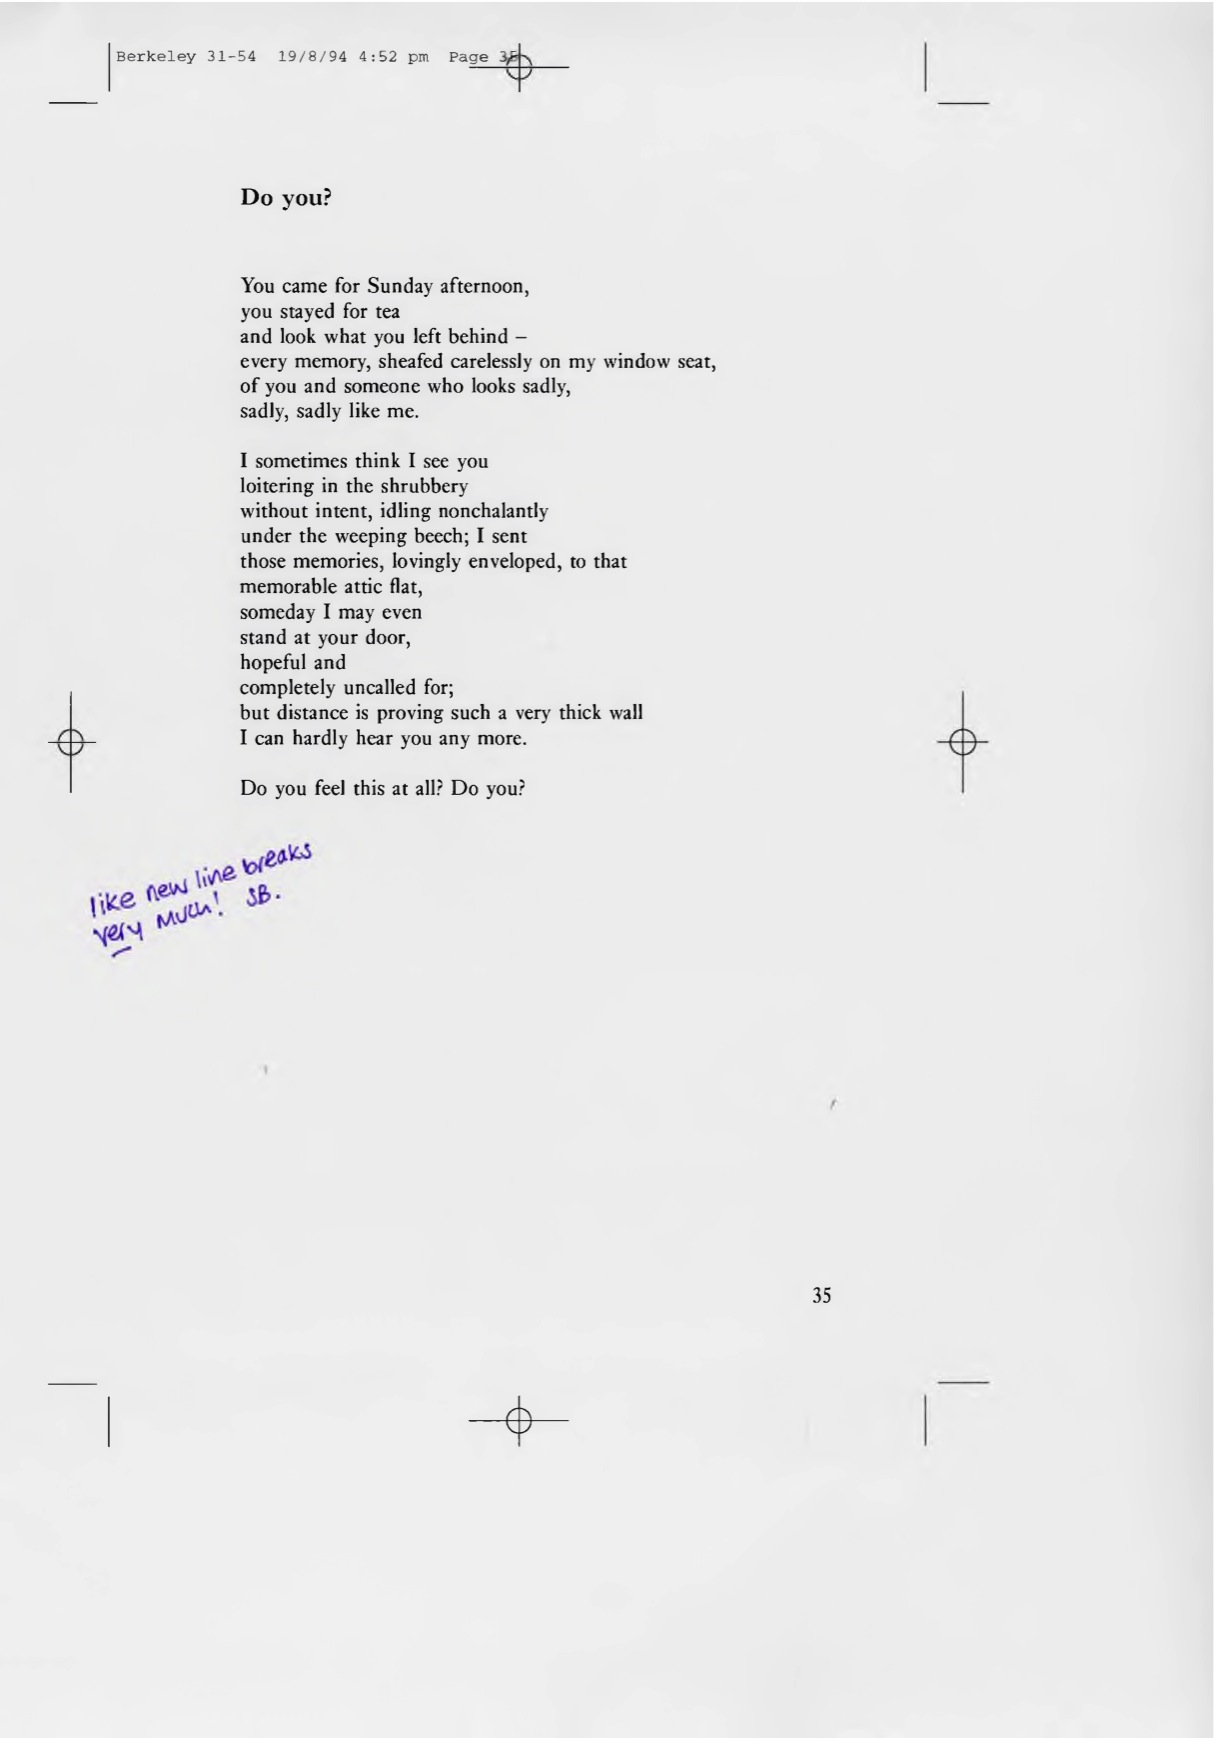 Berkeley 31-54 19/8/94 4:52 pm Page 35
Do you?
You came for Sunday afternoon,
you stayed for tea
and look what you left behind –
every memory, sheafed carelessly on my window seat,
of you and someone who looks sadly,
sadly, sadly like me.
I sometimes think I see you
loitering in the shrubbery
without intent, idling nonchalantly
under the weeping beech; I sent
those memories, lovingly enveloped, to that
memorable attic flat,
someday I may even
stand at your door,
hopeful and
completely uncalled for;
but distance is proving such a very thick wall
I can hardly hear you any more.
Do you feel this at all? Do you?
like new line breaks
very much! SB.
35